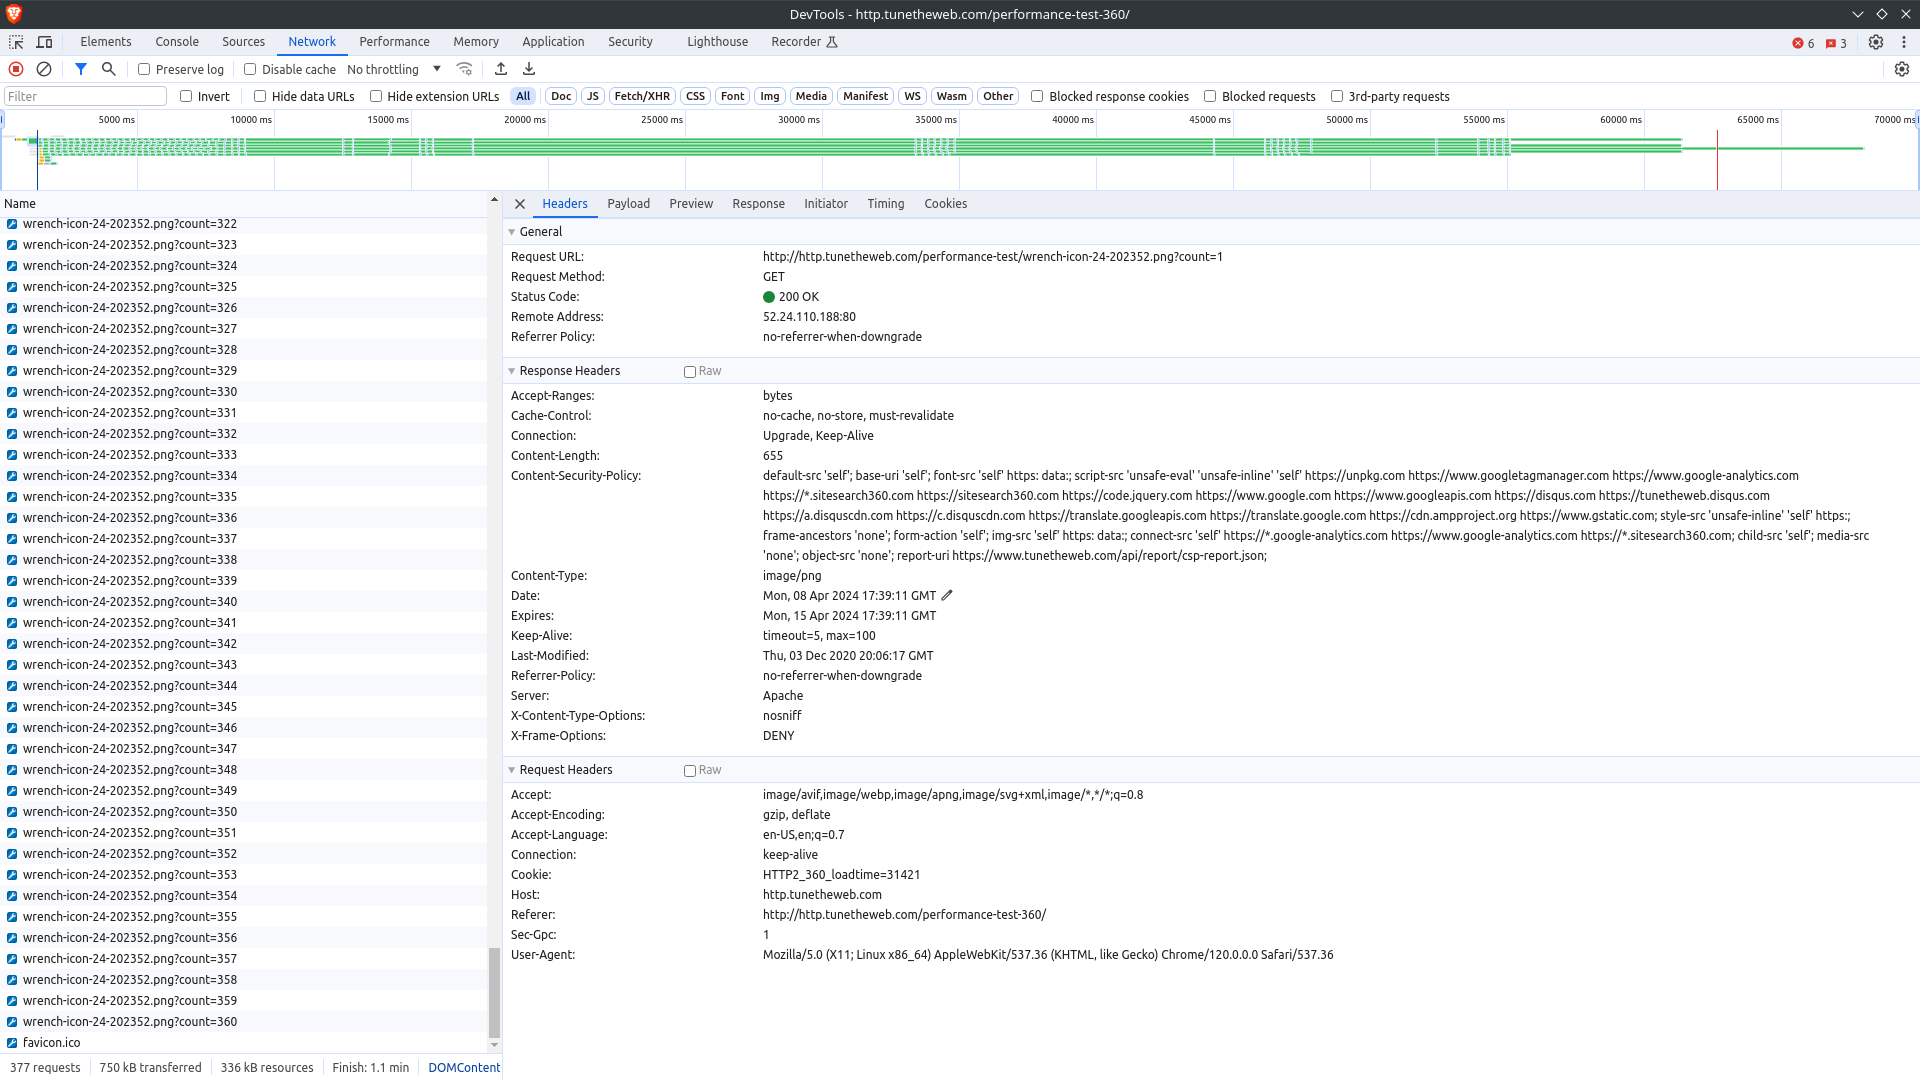 DevTools - http.tunetheweb.com/performance-test-360/
Elements Console Sources Network Performance Memory Application Security Lighthouse Recorder 6 3
Preserve log Disable cache No throttling
Filter Invert Hide data URLs Hide extension URLs All Doc JS Fetch/XHR CSS Font Img Media Manifest WS Wasm Other Blocked response cookies Blocked requests 3rd-party requests
5000 ms 10000 ms 15000 ms 20000 ms 25000 ms 30000 ms 35000 ms 40000 ms 45000 ms 50000 ms 55000 ms 60000 ms 65000 ms 70000 ms
Name
wrench-icon-24-202352.png?count=322
wrench-icon-24-202352.png?count=323
wrench-icon-24-202352.png?count=324
wrench-icon-24-202352.png?count=325
wrench-icon-24-202352.png?count=326
wrench-icon-24-202352.png?count=327
wrench-icon-24-202352.png?count=328
wrench-icon-24-202352.png?count=329
wrench-icon-24-202352.png?count=330
wrench-icon-24-202352.png?count=331
wrench-icon-24-202352.png?count=332
wrench-icon-24-202352.png?count=333
wrench-icon-24-202352.png?count=334
wrench-icon-24-202352.png?count=335
wrench-icon-24-202352.png?count=336
wrench-icon-24-202352.png?count=337
wrench-icon-24-202352.png?count=338
wrench-icon-24-202352.png?count=339
wrench-icon-24-202352.png?count=340
wrench-icon-24-202352.png?count=341
wrench-icon-24-202352.png?count=342
wrench-icon-24-202352.png?count=343
wrench-icon-24-202352.png?count=344
wrench-icon-24-202352.png?count=345
wrench-icon-24-202352.png?count=346
wrench-icon-24-202352.png?count=347
wrench-icon-24-202352.png?count=348
wrench-icon-24-202352.png?count=349
wrench-icon-24-202352.png?count=350
wrench-icon-24-202352.png?count=351
wrench-icon-24-202352.png?count=352
wrench-icon-24-202352.png?count=353
wrench-icon-24-202352.png?count=354
wrench-icon-24-202352.png?count=355
wrench-icon-24-202352.png?count=356
wrench-icon-24-202352.png?count=357
wrench-icon-24-202352.png?count=358
wrench-icon-24-202352.png?count=359
wrench-icon-24-202352.png?count=360
favicon.ico
377 requests 750 kB transferred 336 kB resources Finish: 1.1 min DOMContent
Headers Payload Preview Response Initiator Timing Cookies
General
Request URL: http://http.tunetheweb.com/performance-test/wrench-icon-24-202352.png?count=1
Request Method: GET
Status Code: 200 OK
Remote Address: 52.24.110.188:80
Referrer Policy: no-referrer-when-downgrade
Response Headers Raw
Accept-Ranges: bytes
Cache-Control: no-cache, no-store, must-revalidate
Connection: Upgrade, Keep-Alive
Content-Length: 655
Content-Security-Policy: default-src 'self'; base-uri 'self'; font-src 'self' https: data:; script-src 'unsafe-eval' 'unsafe-inline' 'self' https://unpkg.com https://www.googletagmanager.com https://www.google-analytics.com
https://*.sitesearch360.com https://sitesearch360.com https://code.jquery.com https://www.google.com https://www.googleapis.com https://disqus.com https://tunetheweb.disqus.com
https://a.disquscdn.com https://c.disquscdn.com https://translate.googleapis.com https://translate.google.com https://cdn.ampproject.org https://www.gstatic.com; style-src 'unsafe-inline' 'self' https:;
frame-ancestors 'none'; form-action 'self'; img-src 'self' https: data:; connect-src 'self' https://*.google-analytics.com https://www.google-analytics.com https://*.sitesearch360.com; child-src 'self'; media-src
'none'; object-src 'none'; report-uri https://www.tunetheweb.com/api/report/csp-report.json;
Content-Type: image/png
Date: Mon, 08 Apr 2024 17:39:11 GMT
Expires: Mon, 15 Apr 2024 17:39:11 GMT
Keep-Alive: timeout=5, max=100
Last-Modified: Thu, 03 Dec 2020 20:06:17 GMT
Referrer-Policy: no-referrer-when-downgrade
Server: Apache
X-Content-Type-Options: nosniff
X-Frame-Options: DENY
Request Headers Raw
Accept: image/avif,image/webp,image/apng,image/svg+xml,image/*,*/*;q=0.8
Accept-Encoding: gzip, deflate
Accept-Language: en-US,en;q=0.7
Connection: keep-alive
Cookie: HTTP2_360_loadtime=31421
Host: http.tunetheweb.com
Referer: http://http.tunetheweb.com/performance-test-360/
Sec-Gpc: 1
User-Agent: Mozilla/5.0 (X11; Linux x86_64) AppleWebKit/537.36 (KHTML, like Gecko) Chrome/120.0.0.0 Safari/537.36